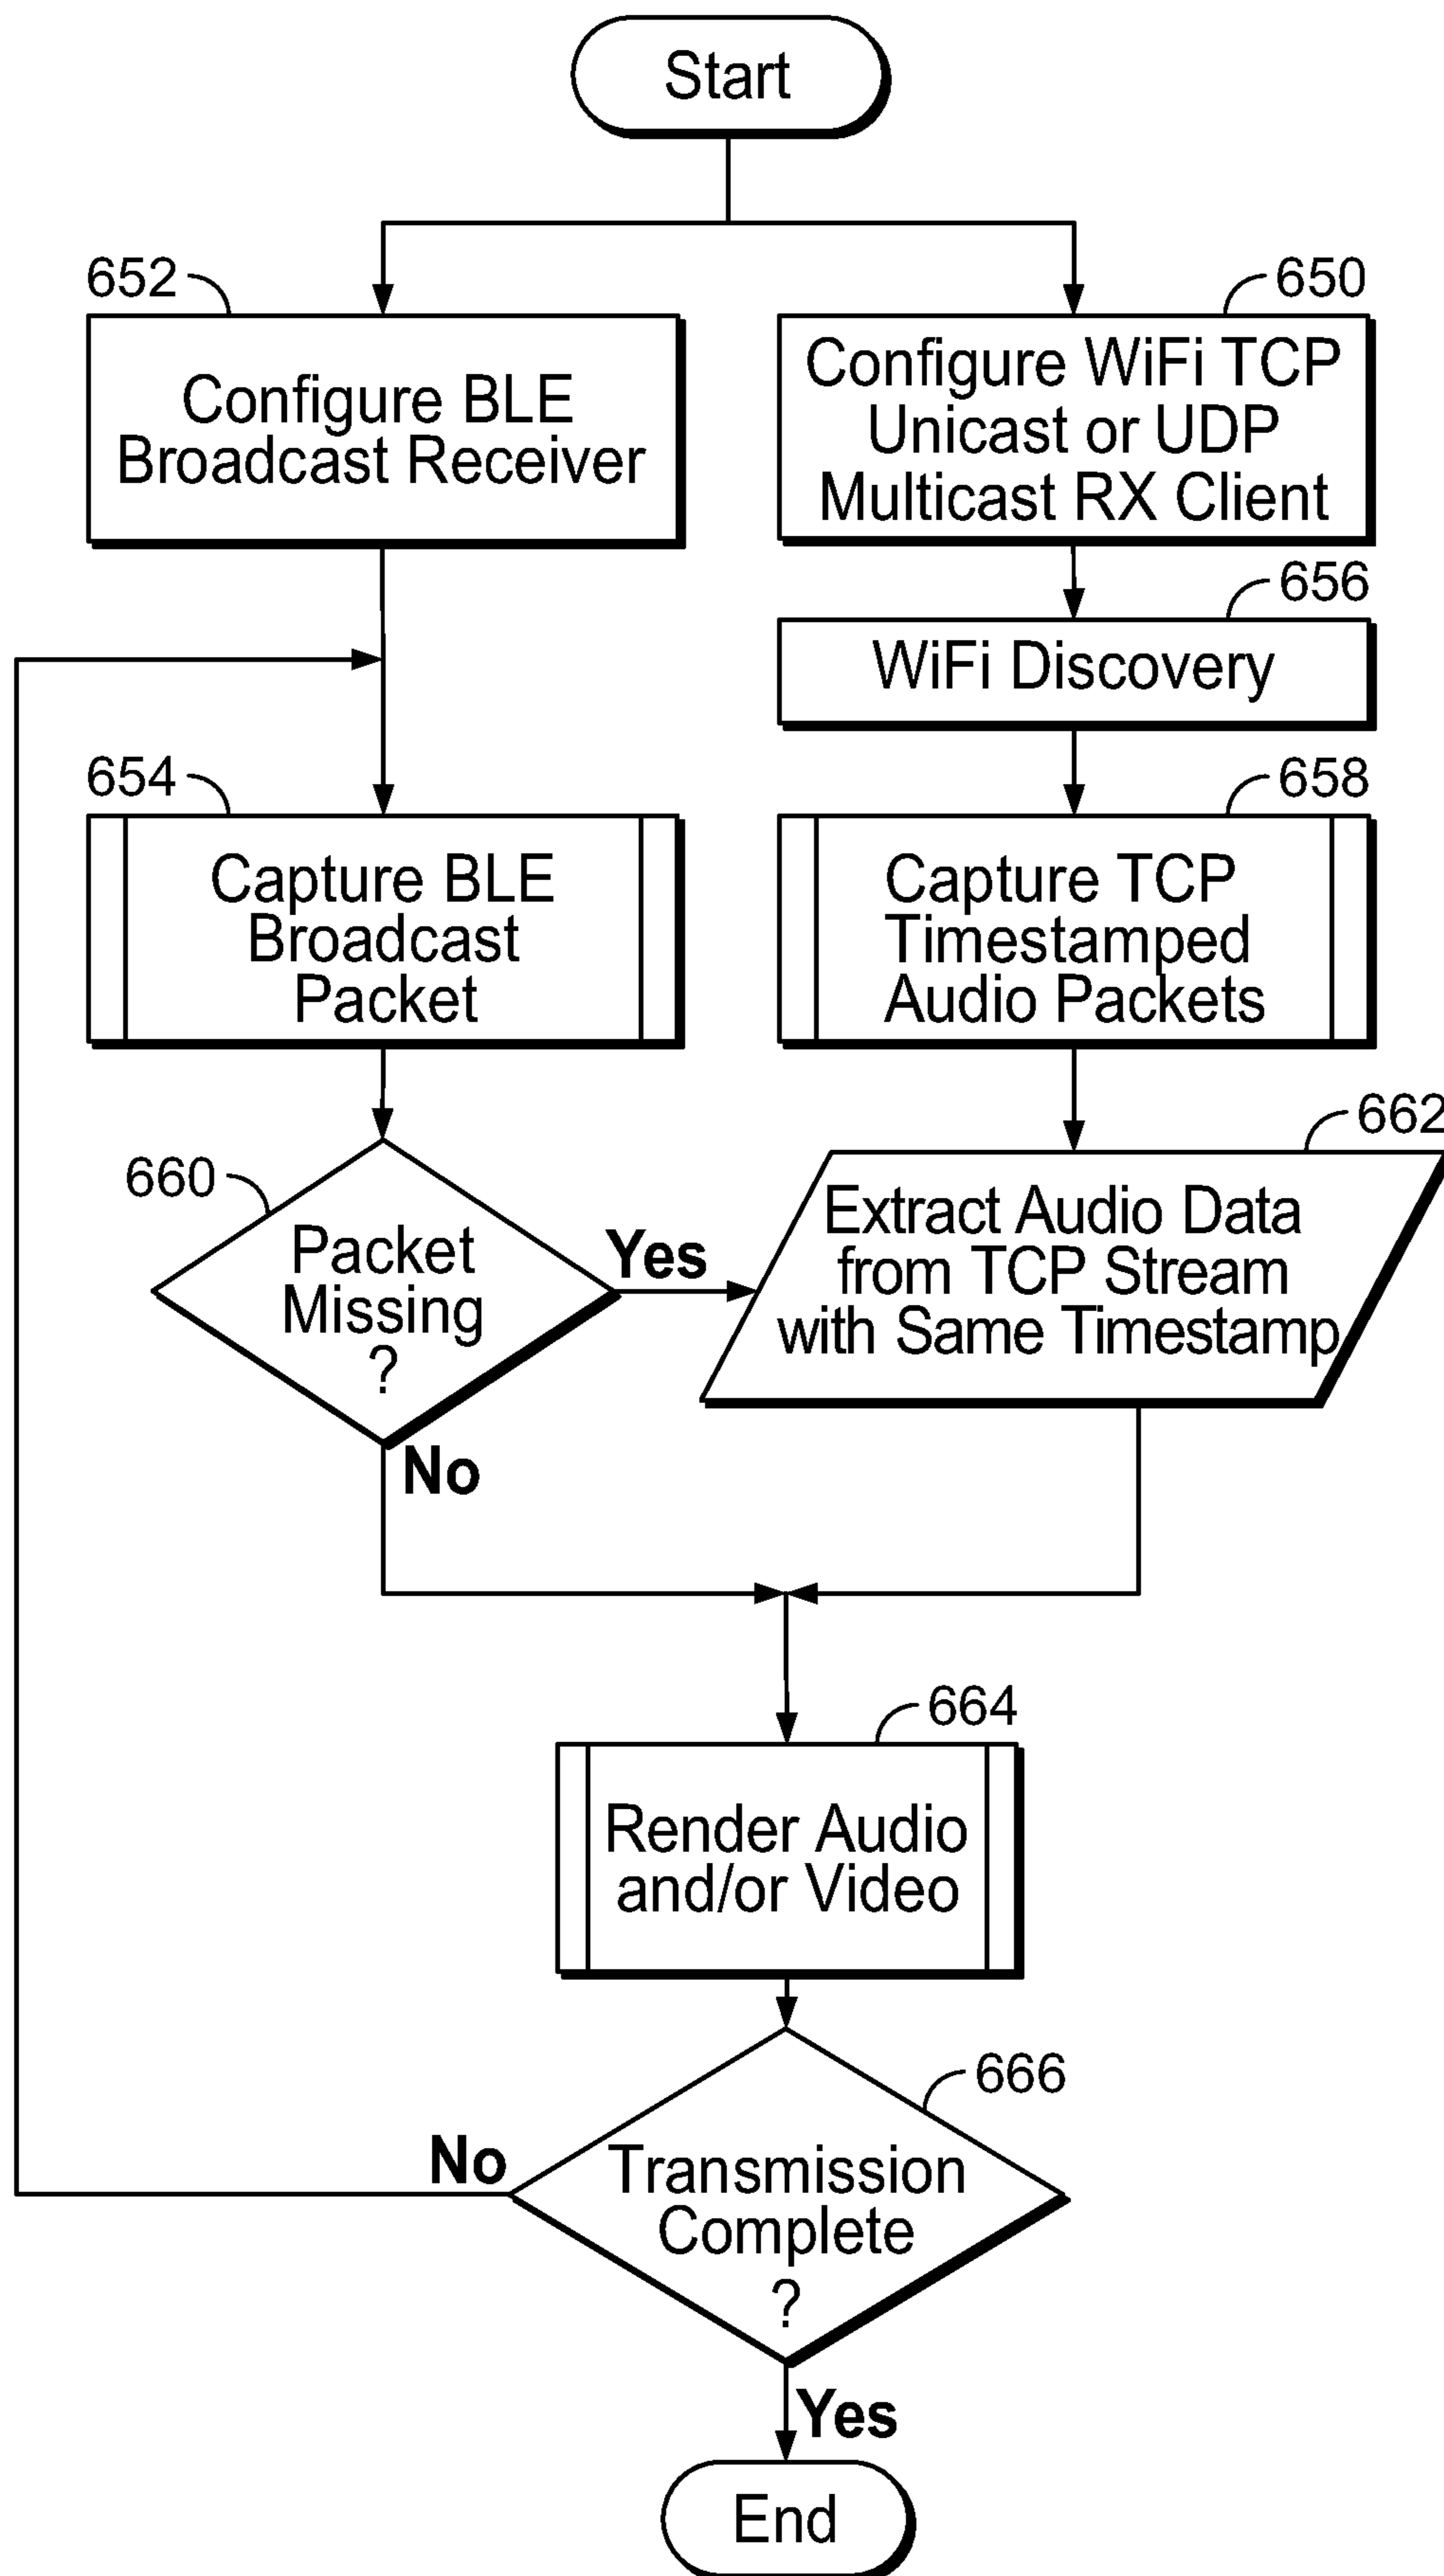 Start
652
Configure BLE
Broadcast Receiver
650
Configure WiFi TCP
Unicast or UDP
Multicast RX Client
656
WiFi Discovery
654
Capture BLE
Broadcast
Packet
658
Capture TCP
Timestamped
Audio Packets
660
Packet
Missing
?
Yes
No
662
Extract Audio Data
from TCP Stream
with Same Timestamp
664
Render Audio
and/or Video
666
Transmission
Complete
?
No
Yes
End